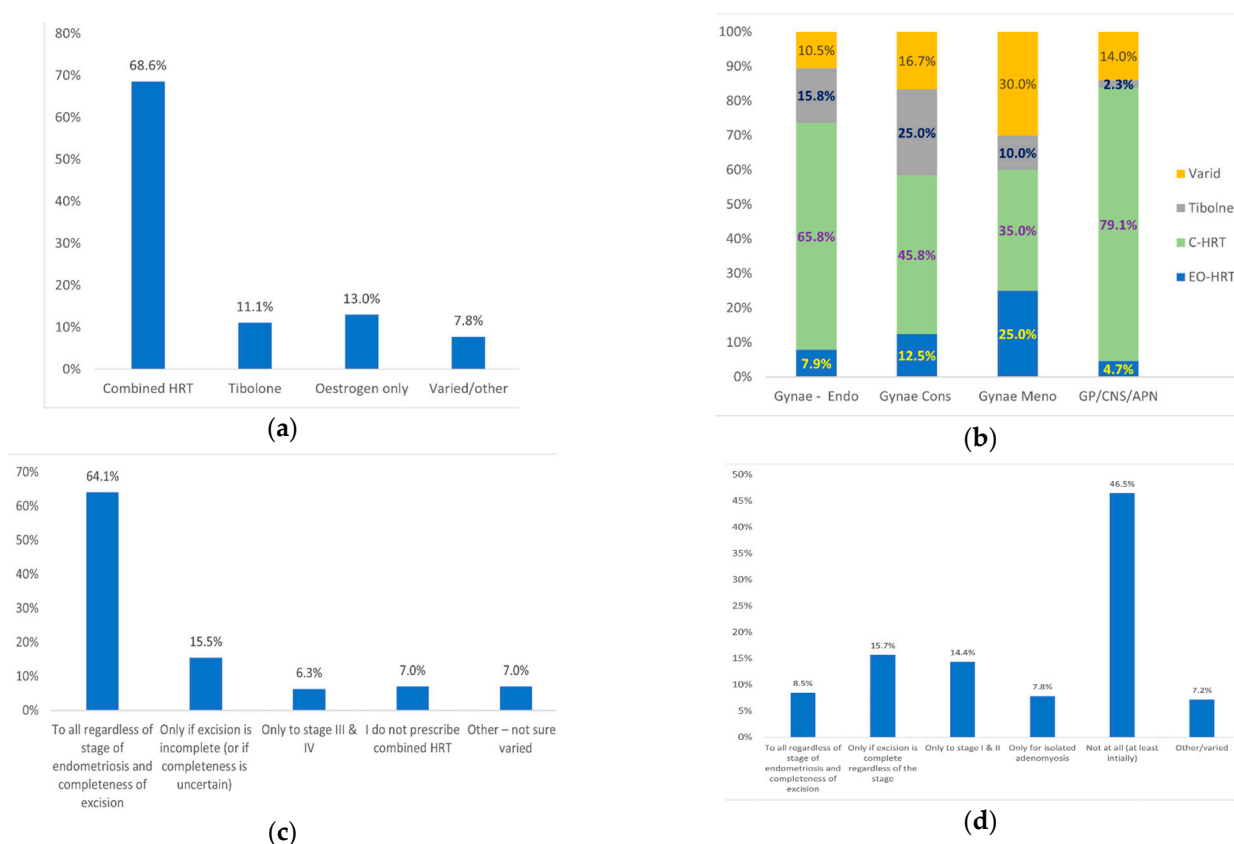 80%
70%
60%
50%
40%
30%
20%
10%
0%
68.6%
11.1%
13.0%
7.8%
Combined HRT
Tibolone
Oestrogen only
Varied/other
(a)
100%
90%
80%
70%
60%
50%
40%
30%
20%
10%
0%
10.5%
16.7%
30.0%
14.0%
15.8%
25.0%
10.0%
2.3%
65.8%
45.8%
35.0%
79.1%
7.9%
12.5%
25.0%
4.7%
Gynae - Endo
Gynae Cons
Gynae Meno
GP/CNS/APN
Varid
Tibolne
C-HRT
EO-HRT
(b)
70%
60%
50%
40%
30%
20%
10%
0%
64.1%
15.5%
6.3%
7.0%
7.0%
To all regardless of
stage of
endometriosis and
completeness of
excision
Only if excision is
incomplete (or if
completeness is
uncertain)
Only to stage III &
IV
I do not prescribe
combined HRT
Other – not sure
varied
(c)
50%
45%
40%
35%
30%
25%
20%
15%
10%
5%
0%
8.5%
15.7%
14.4%
7.8%
46.5%
7.2%
To all regardless of
stage of
endometriosis and
completeness of
excision
Only if excision is
complete
regardless of the
stage
Only to stage I & II
Only for isolated
adenomyosis
Not at all (at least
intially)
Other/varied
(d)